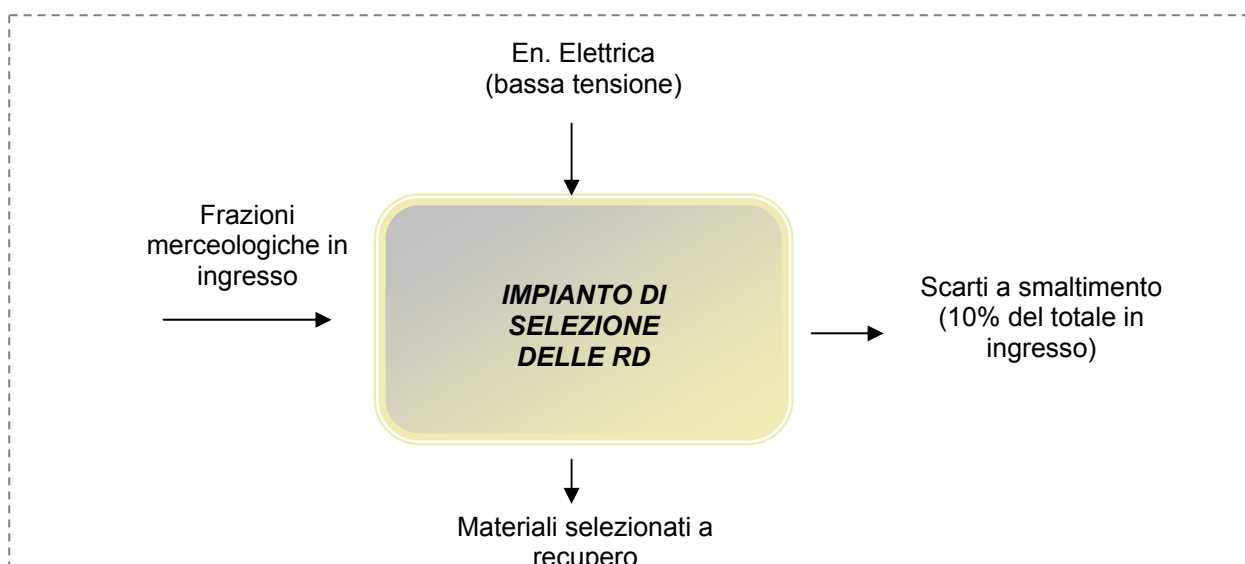 En. Elettrica
(bassa tensione)
Frazioni
merceologiche in
ingresso
IMPIANTO DI
SELEZIONE
DELLE RD
Scarti a smaltimento
(10% del totale in
ingresso)
Materiali selezionati a
recupero